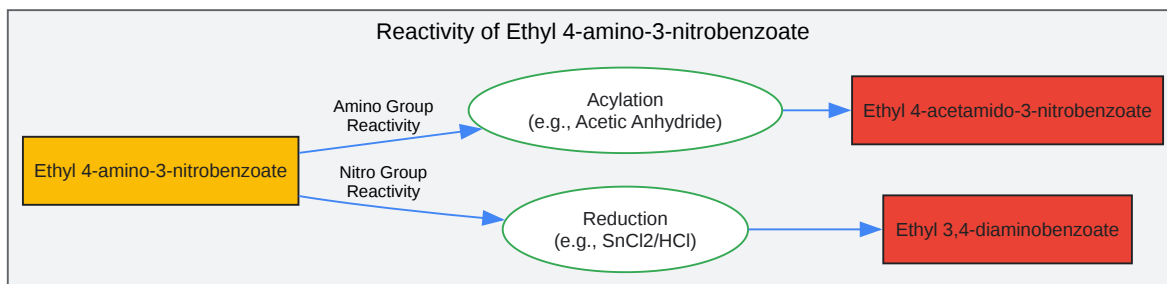 Reactivity of Ethyl 4-amino-3-nitrobenzoate
Ethyl 4-amino-3-nitrobenzoate
Amino Group
Reactivity
Acylation
(e.g., Acetic Anhydride)
Ethyl 4-acetamido-3-nitrobenzoate
Nitro Group
Reactivity
Reduction
(e.g., SnCl2/HCl)
Ethyl 3,4-diaminobenzoate